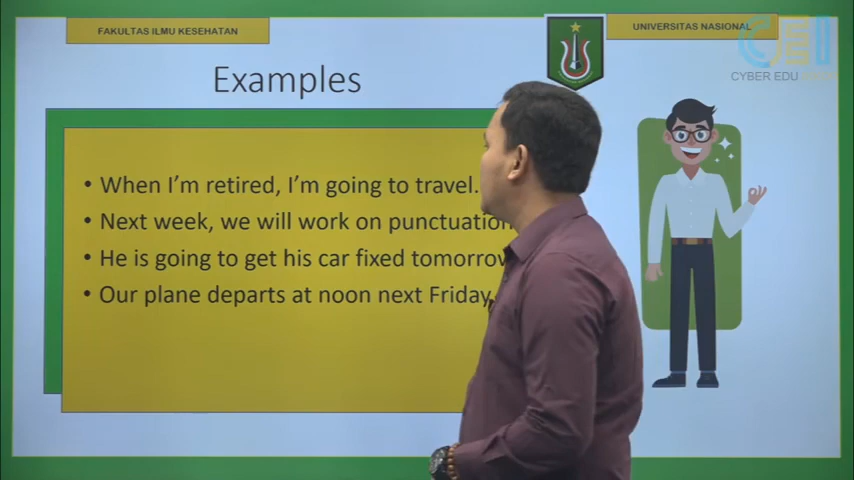 FAKULTAS ILMU KESEHATAN
UNIVERSITAS NASIONAL
CEI
CYBER EDU
Examples
• When I'm retired, I'm going to travel.
• Next week, we will work on punctuation
• He is going to get his car fixed tomorrow
• Our plane departs at noon next Friday.